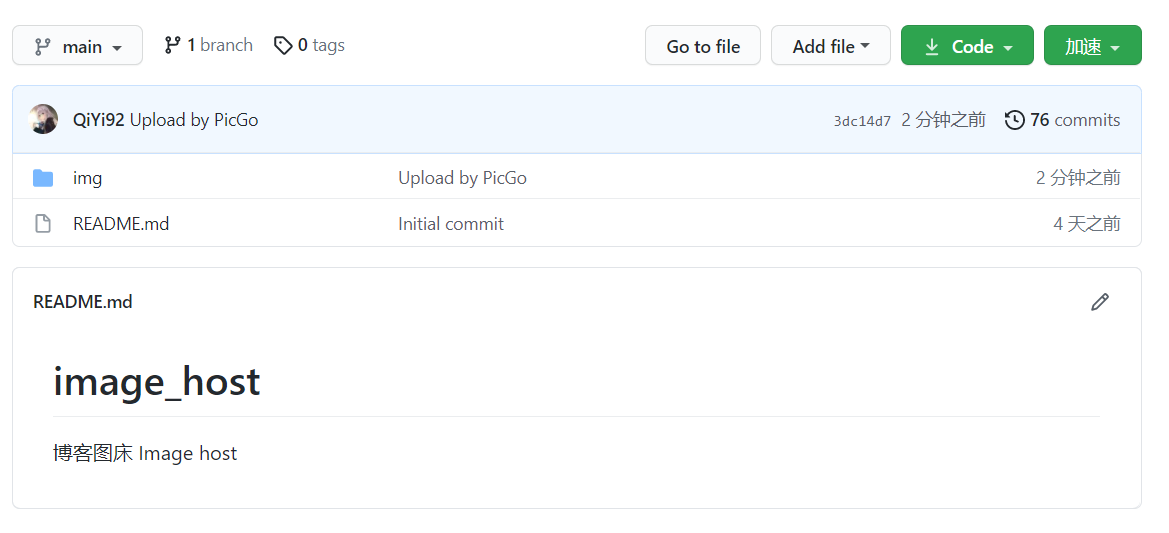 main 1 branch 0 tags Go to file Add file Code 加速
QiYi92 Upload by PicGo 3dc14d7 2 分钟之前 76 commits
img Upload by PicGo 2 分钟之前
README.md Initial commit 4 天之前
README.md
image_host
博客图床 Image host